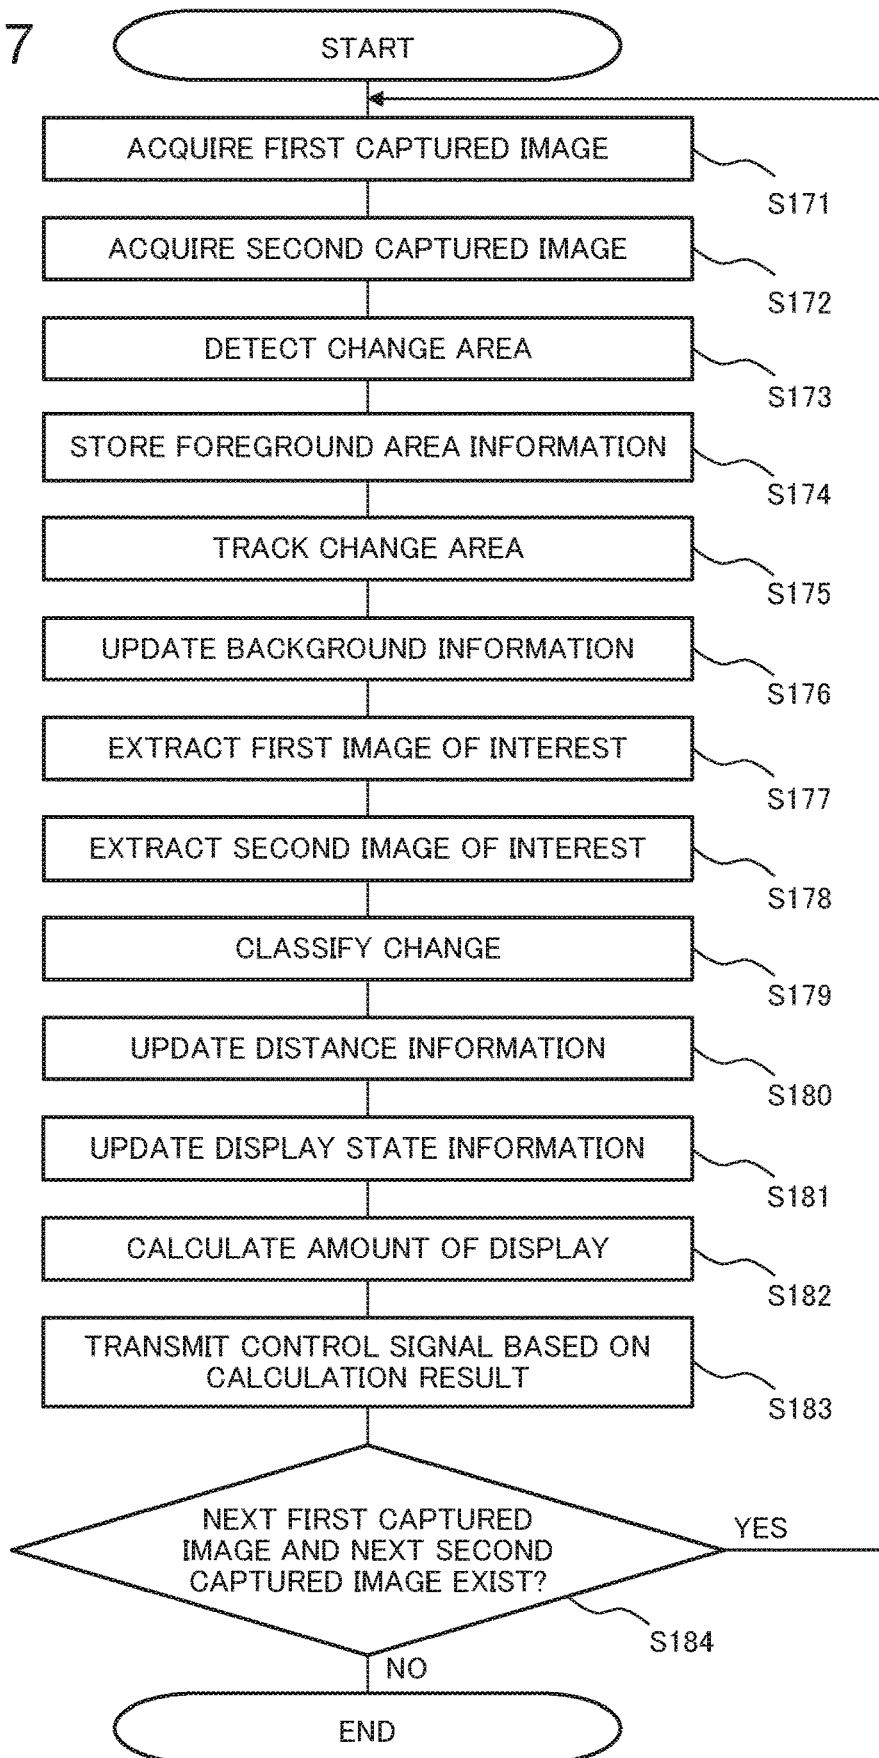 7
START
ACQUIRE FIRST CAPTURED IMAGE
S171
ACQUIRE SECOND CAPTURED IMAGE
S172
DETECT CHANGE AREA
S173
STORE FOREGROUND AREA INFORMATION
S174
TRACK CHANGE AREA
S175
UPDATE BACKGROUND INFORMATION
S176
EXTRACT FIRST IMAGE OF INTEREST
S177
EXTRACT SECOND IMAGE OF INTEREST
S178
CLASSIFY CHANGE
S179
UPDATE DISTANCE INFORMATION
S180
UPDATE DISPLAY STATE INFORMATION
S181
CALCULATE AMOUNT OF DISPLAY
S182
TRANSMIT CONTROL SIGNAL BASED ON
CALCULATION RESULT
S183
NEXT FIRST CAPTURED
IMAGE AND NEXT SECOND
CAPTURED IMAGE EXIST?
YES
S184
NO
END